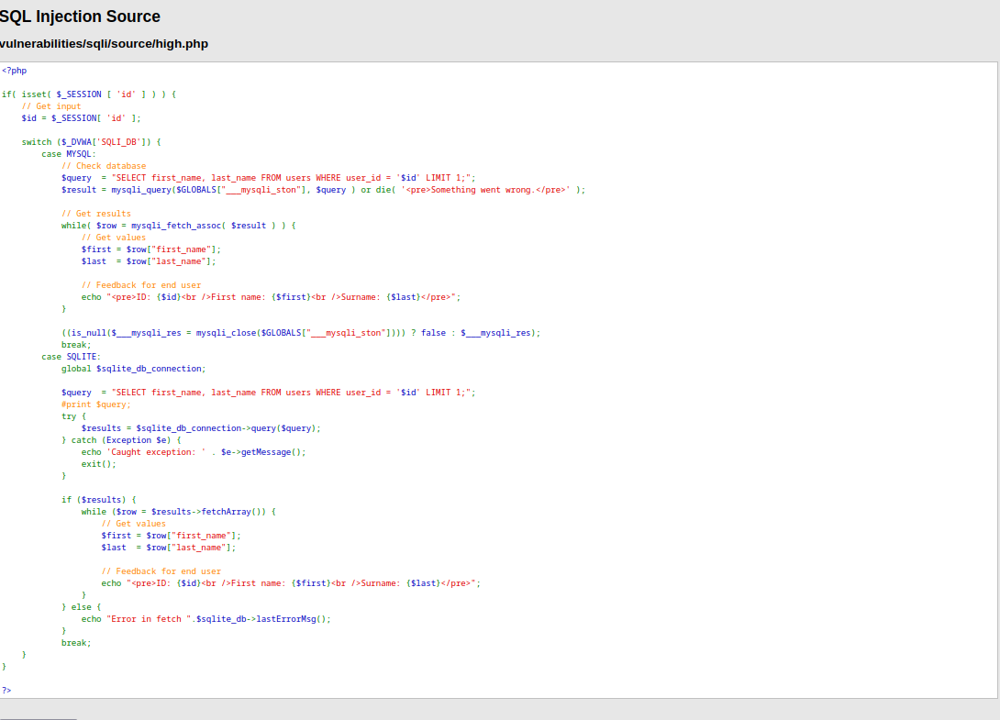 SQL Injection Source
vulnerabilities/sqli/source/high.php
<?php
if( isset( $_SESSION [ 'id' ] ) ) {
    // Get input
    $id = $_SESSION[ 'id' ];
    switch ($_DVWA['SQLI_DB']) {
        case MYSQL:
            // Check database
            $query  = "SELECT first_name, last_name FROM users WHERE user_id = '$id' LIMIT 1;";
            $result = mysqli_query($GLOBALS["___mysqli_ston"], $query ) or die( '<pre>Something went wrong.</pre>' );
            // Get results
            while( $row = mysqli_fetch_assoc( $result ) ) {
                // Get values
                $first = $row["first_name"];
                $last  = $row["last_name"];
                // Feedback for end user
                echo "<pre>ID: {$id}<br />First name: {$first}<br />Surname: {$last}</pre>";
            }
            ((is_null($___mysqli_res = mysqli_close($GLOBALS["___mysqli_ston"]))) ? false : $___mysqli_res);
            break;
        case SQLITE:
            global $sqlite_db_connection;
            $query  = "SELECT first_name, last_name FROM users WHERE user_id = '$id' LIMIT 1;";
            #print $query;
            try {
                $results = $sqlite_db_connection->query($query);
            } catch (Exception $e) {
                echo 'Caught exception: ' . $e->getMessage();
                exit();
            }
            if ($results) {
                while ($row = $results->fetchArray()) {
                    // Get values
                    $first = $row["first_name"];
                    $last  = $row["last_name"];
                    // Feedback for end user
                    echo "<pre>ID: {$id}<br />First name: {$first}<br />Surname: {$last}</pre>";
                }
            } else {
                echo "Error in fetch ".$sqlite_db->lastErrorMsg();
            }
            break;
    }
}
?>